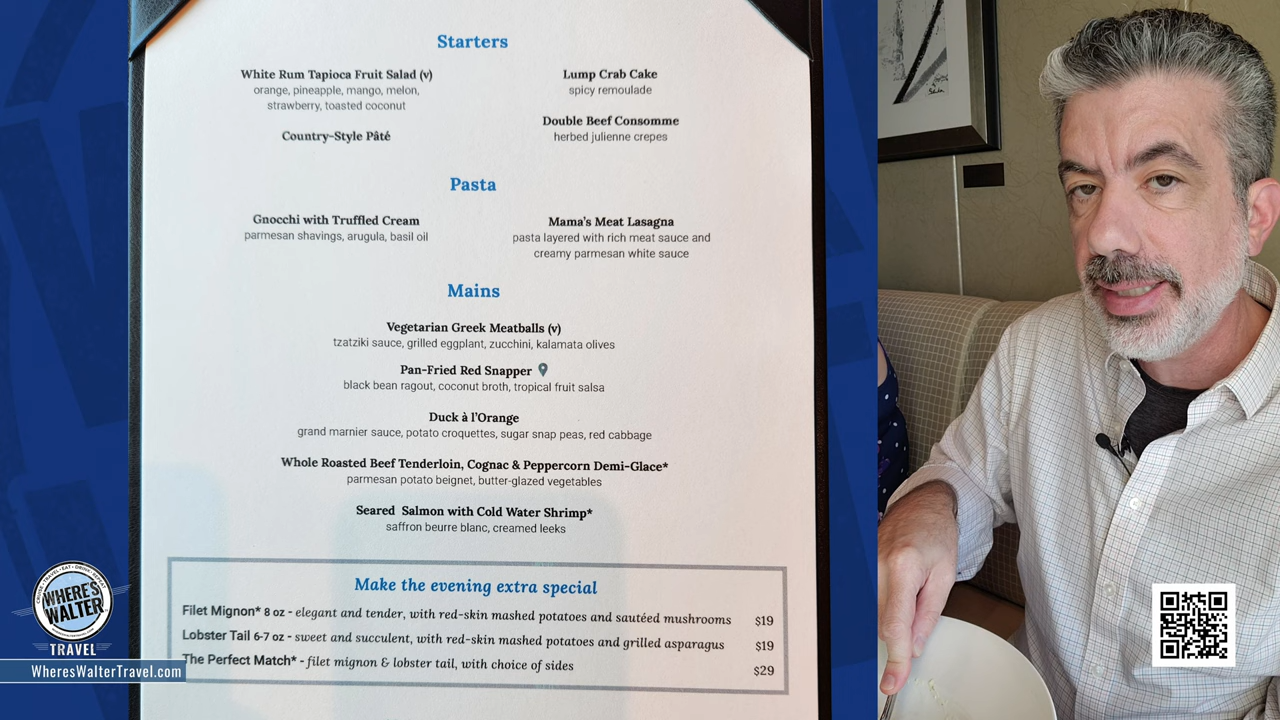 Starters
White Rum Tapioca Fruit Salad (v)
orange, pineapple, mango, melon,
strawberry, toasted coconut
Country-Style Pâté
Lump Crab Cake
spicy remoulade
Double Beef Consomme
herbed julienne crepes
Pasta
Gnocchi with Truffled Cream
parmesan shavings, arugula, basil oil
Mama's Meat Lasagna
pasta layered with rich meat sauce and
creamy parmesan white sauce
Mains
Vegetarian Greek Meatballs (v)
tzatziki sauce, grilled eggplant, zucchini, kalamata olives
Pan-Fried Red Snapper
black bean ragout, coconut broth, tropical fruit salsa
Duck à l'Orange
grand marnier sauce, potato croquettes, sugar snap peas, red cabbage
Whole Roasted Beef Tenderloin, Cognac & Peppercorn Demi-Glace*
parmesan potato beignet, butter-glazed vegetables
Seared Salmon with Cold Water Shrimp*
saffron beurre blanc, creamed leeks
Make the evening extra special
Filet Mignon* 8 oz - elegant and tender, with red-skin mashed potatoes and sautéed mushrooms $19
Lobster Tail 6-7 oz - sweet and succulent, with red-skin mashed potatoes and grilled asparagus $19
The Perfect Match* - filet mignon & lobster tail, with choice of sides $29
WHERE'S
WALTER
TRAVEL
WheresWalterTravel.com